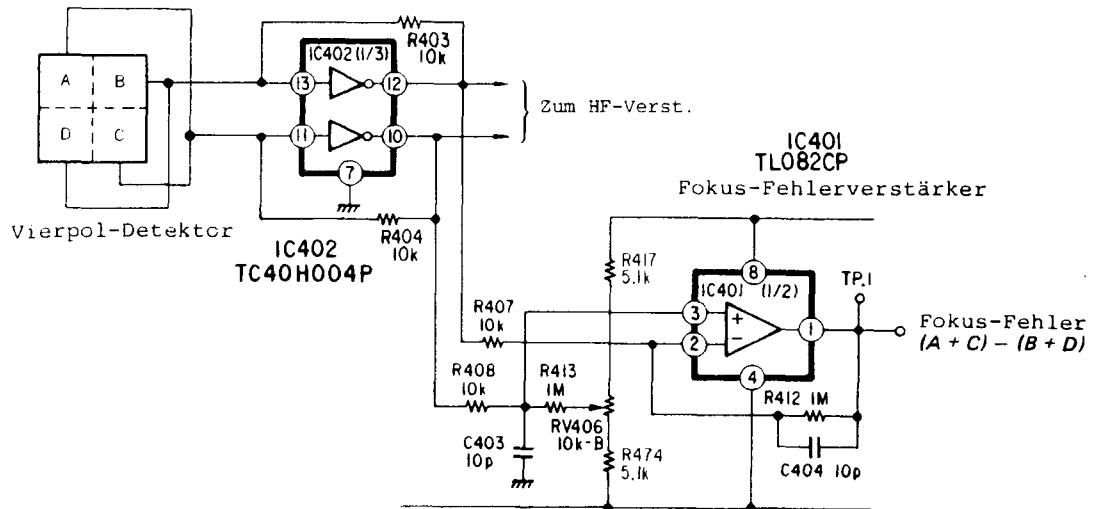 R403
10k
IC402 (1/3)
A
B
D
C
13
12
11
10
7
Zum HF-Verst.
Vierpol-Detektor
R404
10k
IC402
TC40H004P
IC401
TL082CP
Fokus-Fehlerverstärker
R417
5.1k
8
IC401 (1/2)
TP.1
R407
10k
3
+
2
−
1
Fokus-Fehler
(A + C) – (B + D)
4
R408
10k
R413
1M
RV406
10k-B
R412 1M
C403
10p
R474
5.1k
C404 10p